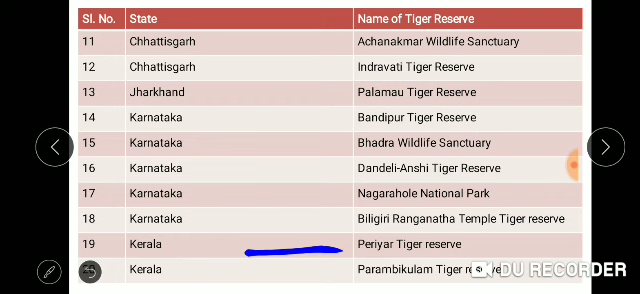 Sl. No. State Name of Tiger Reserve
11 Chhattisgarh Achanakmar Wildlife Sanctuary
12 Chhattisgarh Indravati Tiger Reserve
13 Jharkhand Palamau Tiger Reserve
14 Karnataka Bandipur Tiger Reserve
15 Karnataka Bhadra Wildlife Sanctuary
16 Karnataka Dandeli-Anshi Tiger Reserve
17 Karnataka Nagarahole National Park
18 Karnataka Biligiri Ranganatha Temple Tiger reserve
19 Kerala Periyar Tiger reserve
20 Kerala Parambikulam Tiger reserve
DU RECORDER